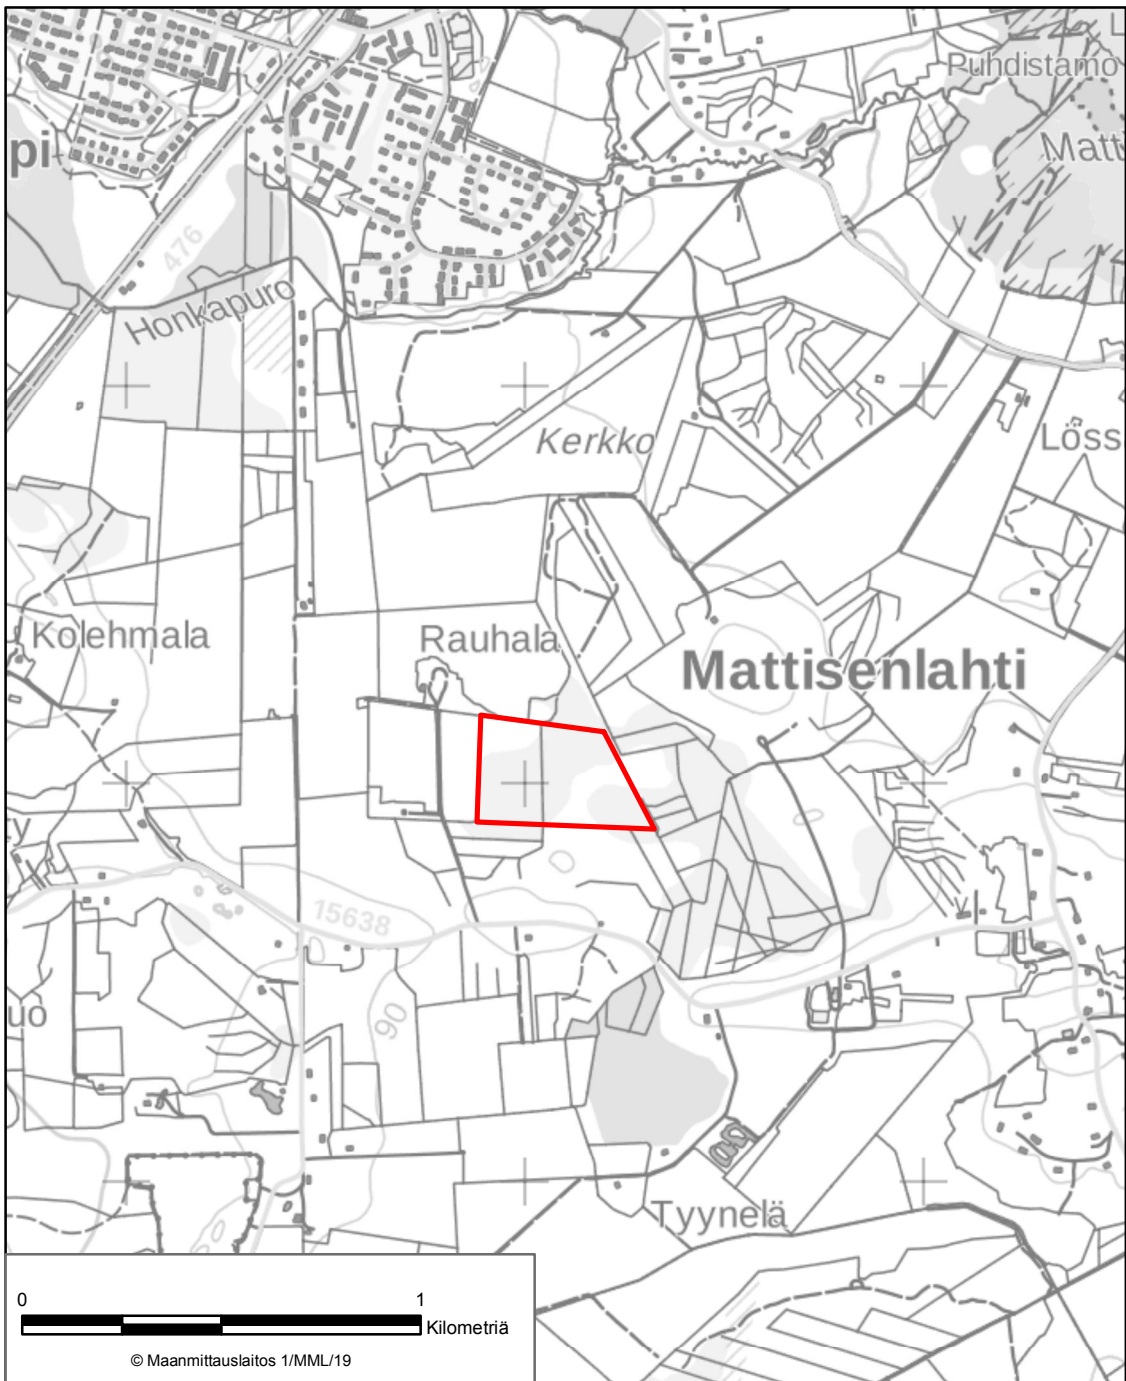 Puhdistamo
Matt
pi
476
Honkapuro
Kerkko
Löss
Kolehmala
Rauhala
Mattisenlahti
y
15638
v
uo
90
Tyynelä
0 1
Kilometriä
© Maanmittauslaitos 1/MML/19